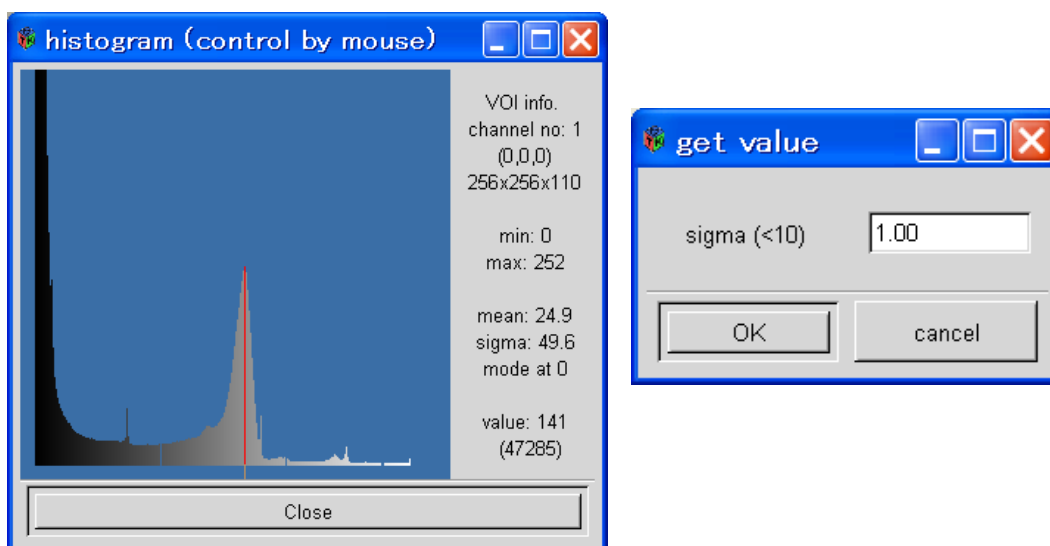 histogram (control by mouse)
VOI info.
channel no: 1
(0,0,0)
256x256x110
min: 0
max: 252
mean: 24.9
sigma: 49.6
mode at 0
value: 141
(47285)
Close
get value
sigma (<10)
1.00
OK
cancel